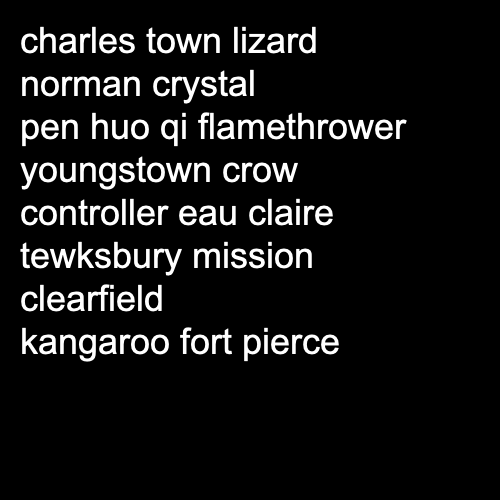 charles town lizard
norman crystal
pen huo qi flamethrower
youngstown crow
controller eau claire
tewksbury mission
clearfield
kangaroo fort pierce